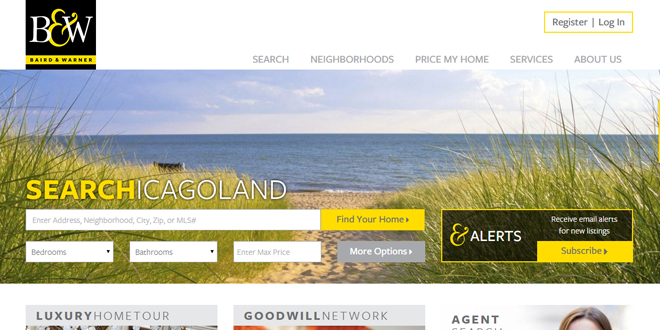 B&W
BAIRD & WARNER
Register | Log In
SEARCH NEIGHBORHOODS PRICE MY HOME SERVICES ABOUT US
SEARCHICAGOLAND
Enter Address, Neighborhood, City, Zip, or MLS#
Find Your Home
Bedrooms
Bathrooms
Enter Max Price
More Options
& ALERTS
Receive email alerts
for new listings
Subscribe
LUXURYHOMETOUR
GOODWILLNETWORK
AGENT
SEARCH